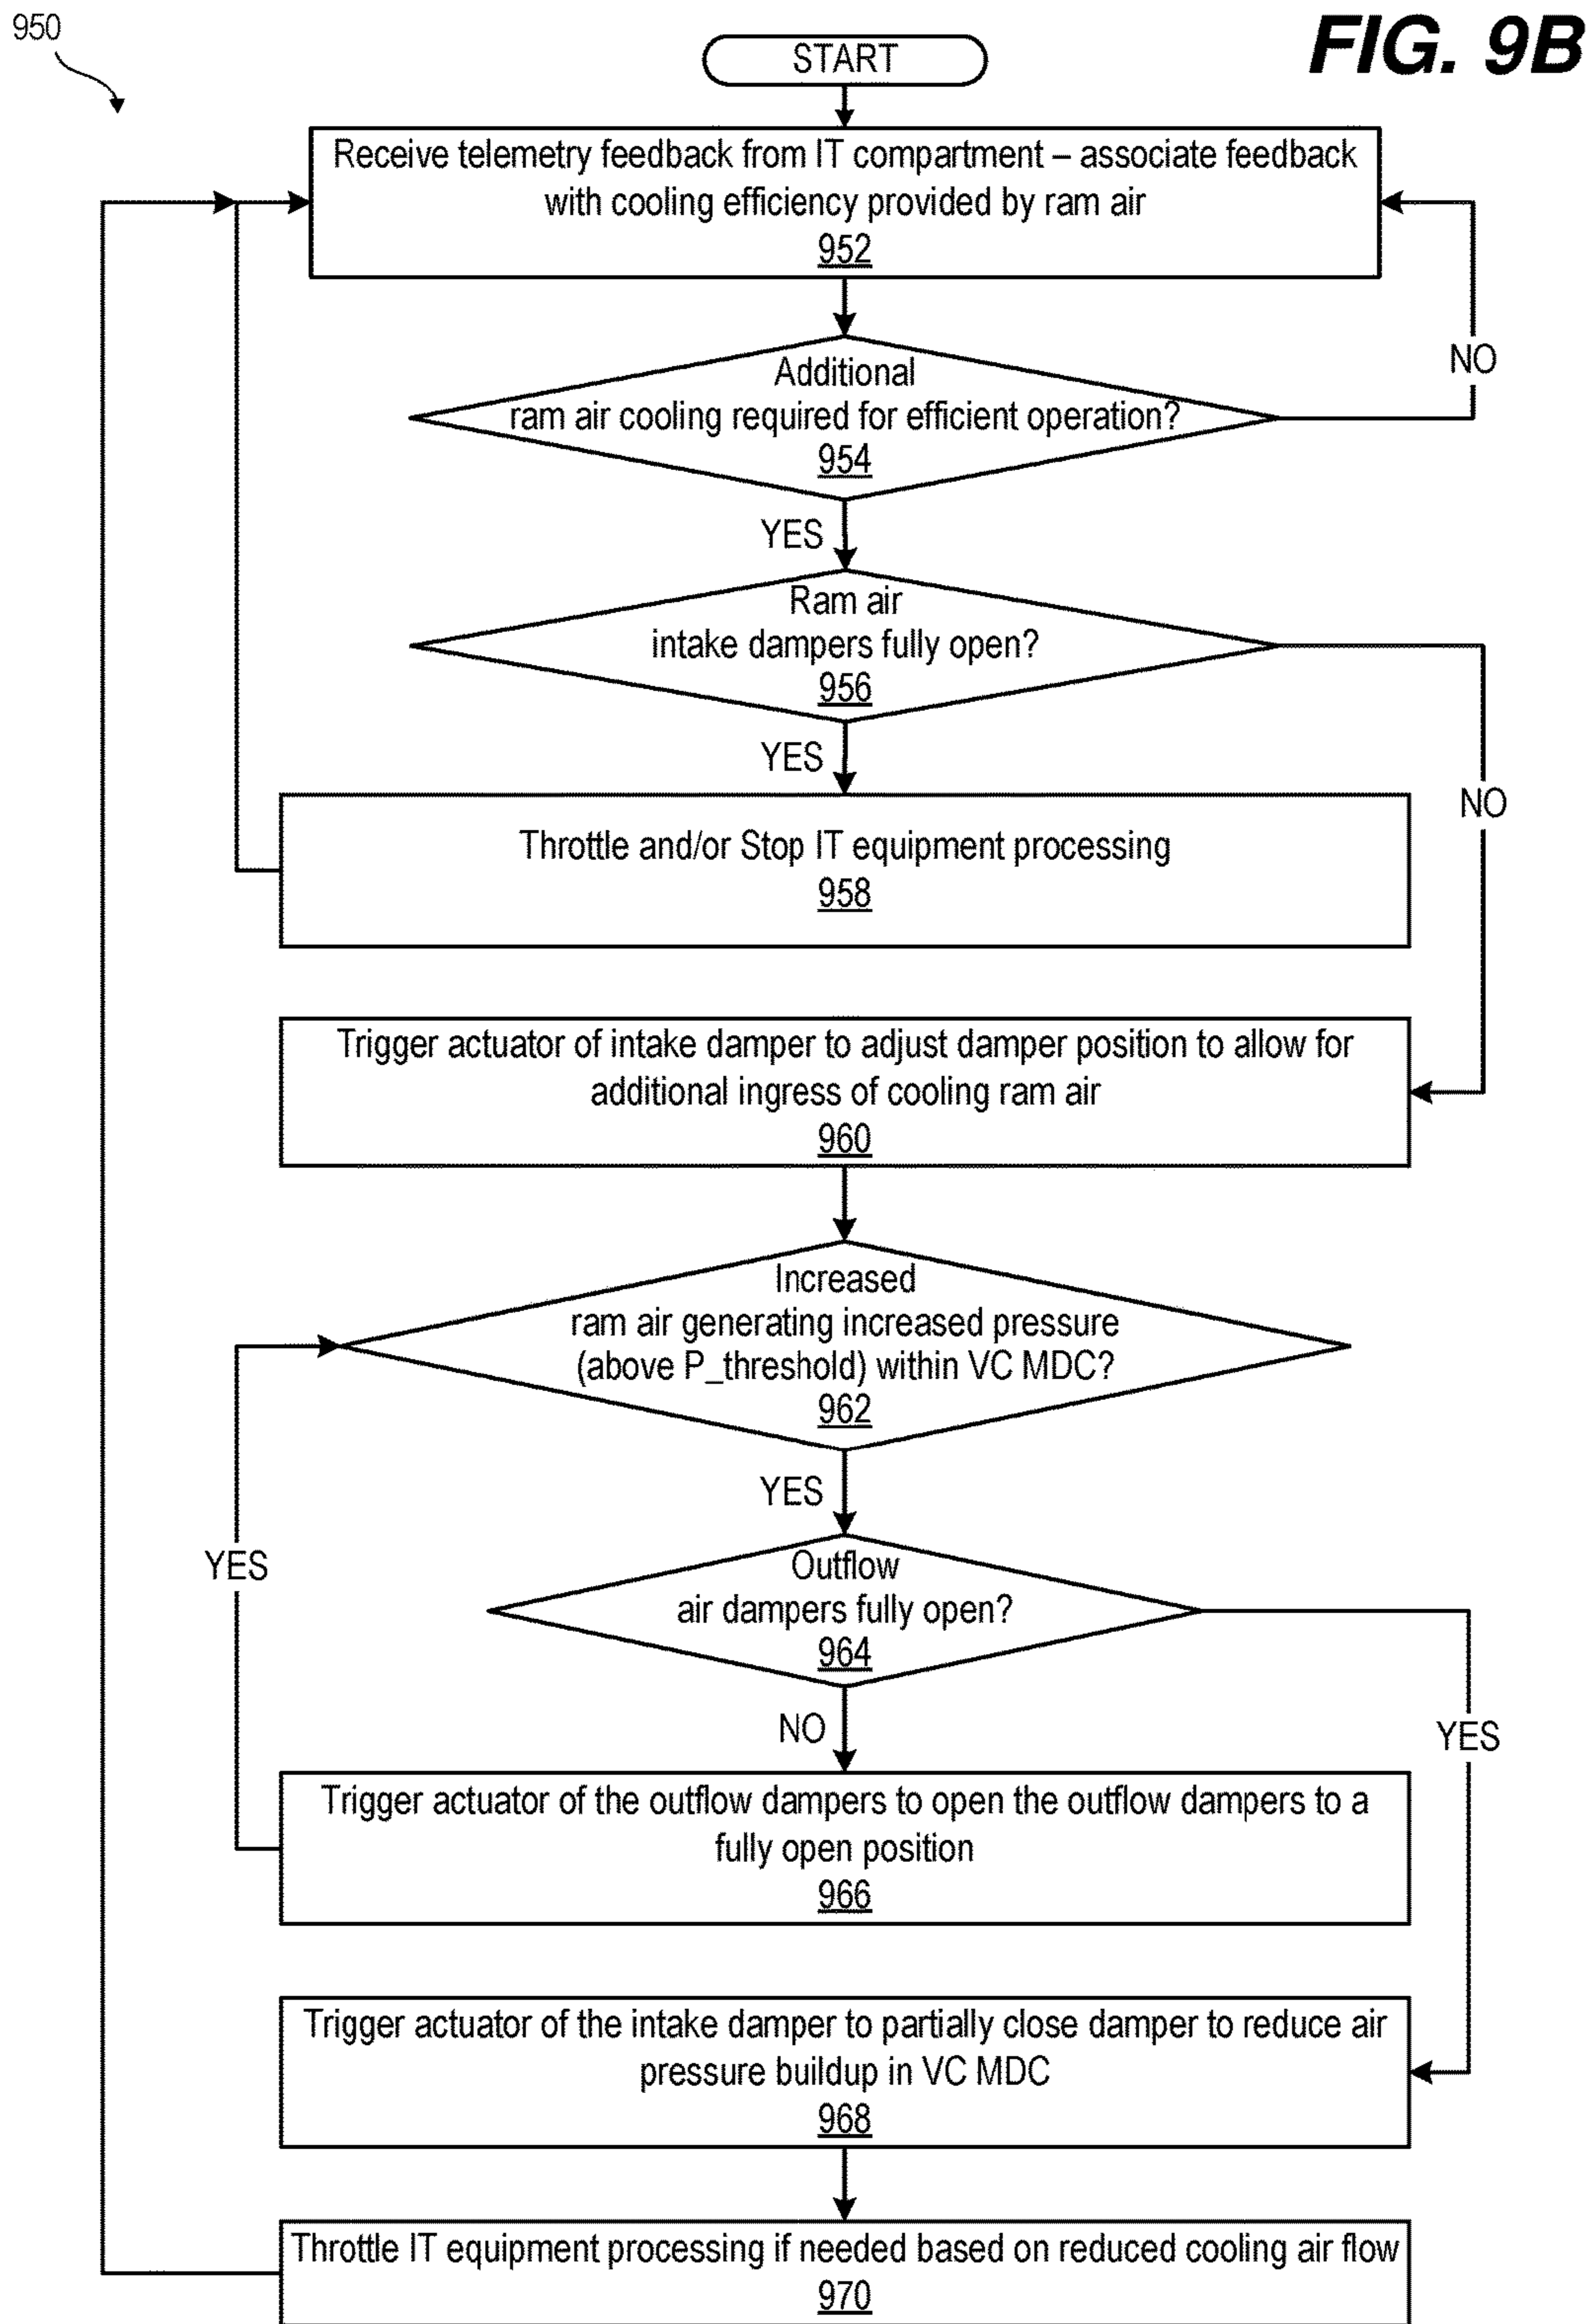 950
FIG. 9B
START
Receive telemetry feedback from IT compartment – associate feedback
with cooling efficiency provided by ram air
952
NO
Additional
ram air cooling required for efficient operation?
954
YES
Ram air
intake dampers fully open?
956
YES
NO
Throttle and/or Stop IT equipment processing
958
Trigger actuator of intake damper to adjust damper position to allow for
additional ingress of cooling ram air
960
Increased
ram air generating increased pressure
(above P_threshold) within VC MDC?
962
YES
YES
Outflow
air dampers fully open?
964
NO
YES
Trigger actuator of the outflow dampers to open the outflow dampers to a
fully open position
966
Trigger actuator of the intake damper to partially close damper to reduce air
pressure buildup in VC MDC
968
Throttle IT equipment processing if needed based on reduced cooling air flow
970